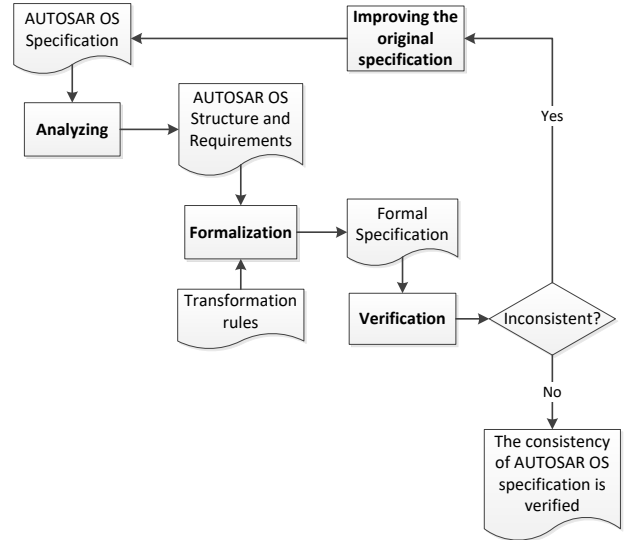 AUTOSAR OS
Specification
Improving the
original
specification
Analyzing
AUTOSAR OS
Structure and
Requirements
Yes
Formalization
Formal
Specification
Transformation
rules
Verification
Inconsistent?
No
The consistency
of AUTOSAR OS
specification is
verified